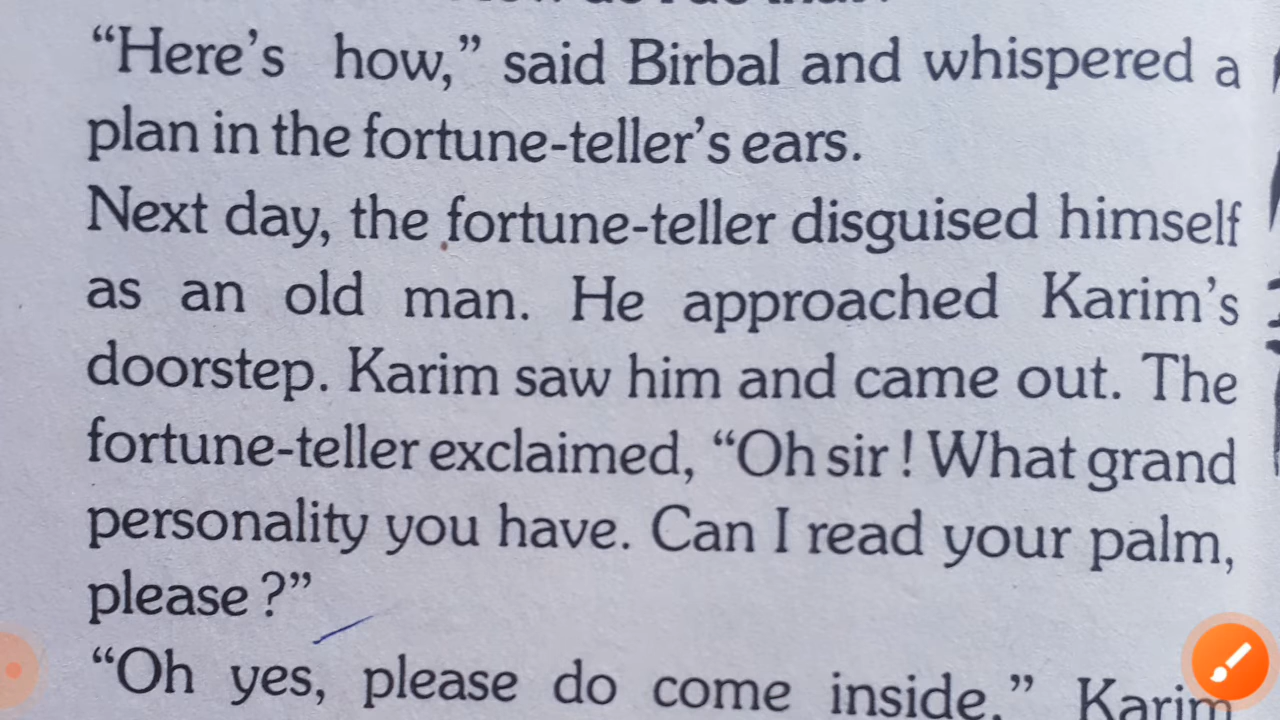 “Here’s how,” said Birbal and whispered a
plan in the fortune-teller’s ears.
Next day, the fortune-teller disguised himself
as an old man. He approached Karim’s
doorstep. Karim saw him and came out. The
fortune-teller exclaimed, “Oh sir ! What grand
personality you have. Can I read your palm,
please ?”
“Oh yes, please do come inside.” Karim